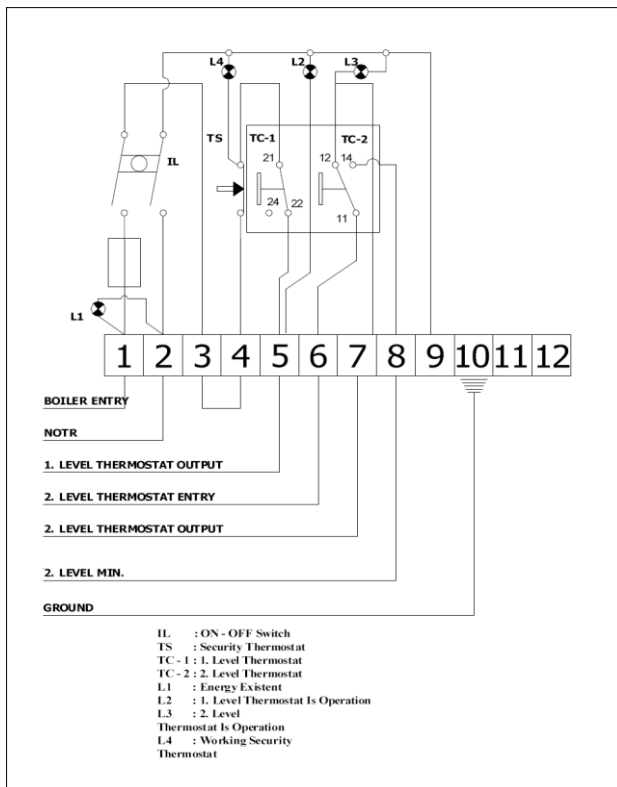 L4 L2 L3
TS TC-1 TC-2
IL
21 12 14
24 22 11
L1
1 2 3 4 5 6 7 8 9 10 11 12
BOILER ENTRY
NOTR
1. LEVEL THERMOSTAT OUTPUT
2. LEVEL THERMOSTAT ENTRY
2. LEVEL THERMOSTAT OUTPUT
2. LEVEL MIN.
GROUND
IL : ON - OFF Switch
TS : Security Thermostat
TC - 1 : 1. Level Thermostat
TC - 2 : 2. Level Thermostat
L1 : Energy Existent
L2 : 1. Level Thermostat Is Operation
L3 : 2. Level
Thermostat Is Operation
L4 : Working Security
Thermostat